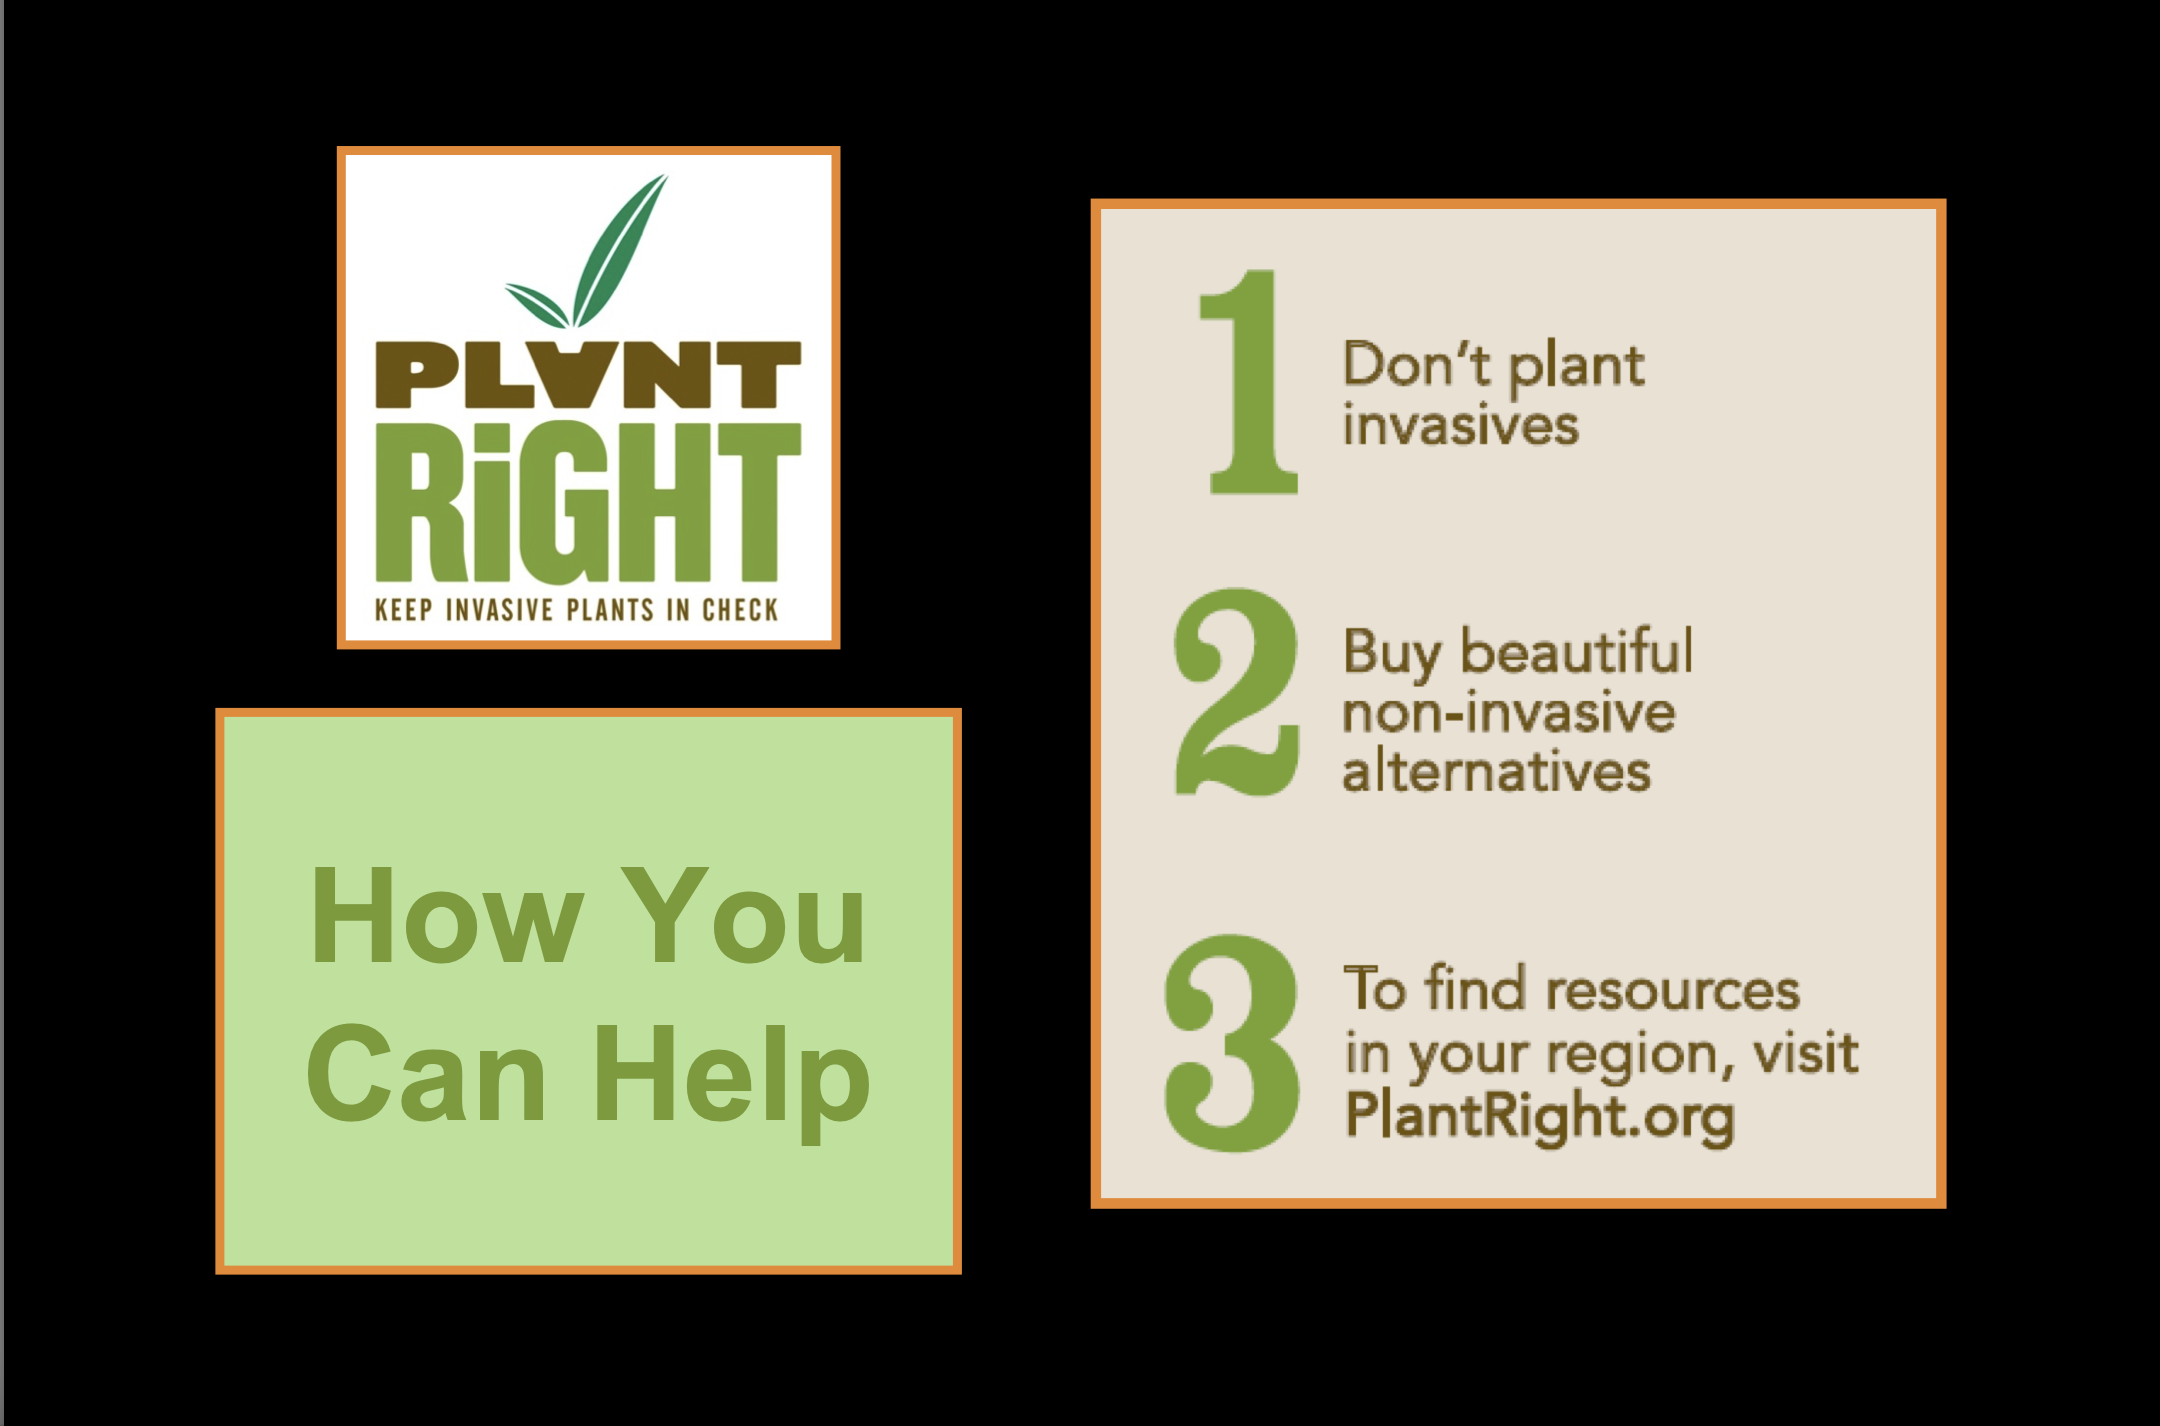 PLANT
RiGHT
KEEP INVASIVE PLANTS IN CHECK
How You
Can Help
1
Don't plant
invasives
2
Buy beautiful
non-invasive
alternatives
3
To find resources
in your region, visit
PlantRight.org